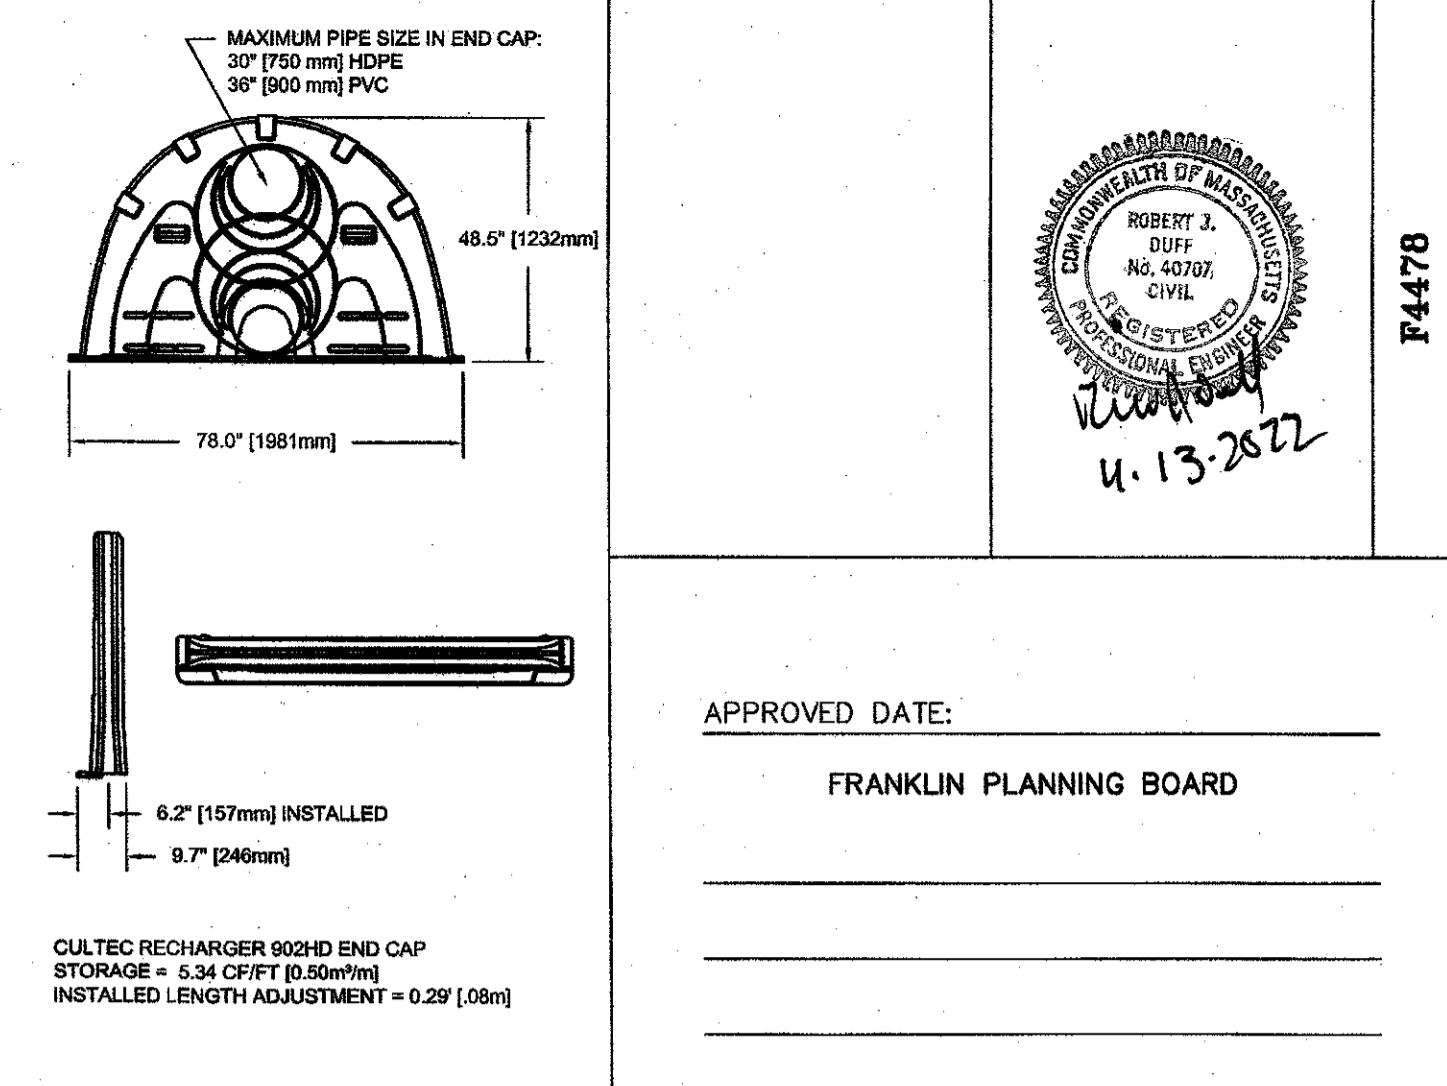 MAXIMUM PIPE SIZE IN END CAP:
30" [750 mm] HDPE
36" [900 mm] PVC
48.5" [1232mm]
78.0" [1981mm]
6.2" [157mm] INSTALLED
9.7" [246mm]
CULTEC RECHARGER 902HD END CAP
STORAGE = 5.34 CF/FT [0.50m³/m]
INSTALLED LENGTH ADJUSTMENT = 0.29' [.08m]
COMMONWEALTH OF MASSACHUSETTS
ROBERT J.
DUFF
No. 40707
CIVIL
REGISTERED
PROFESSIONAL ENGINEER
4.13.2022
F4478
APPROVED DATE:
FRANKLIN PLANNING BOARD